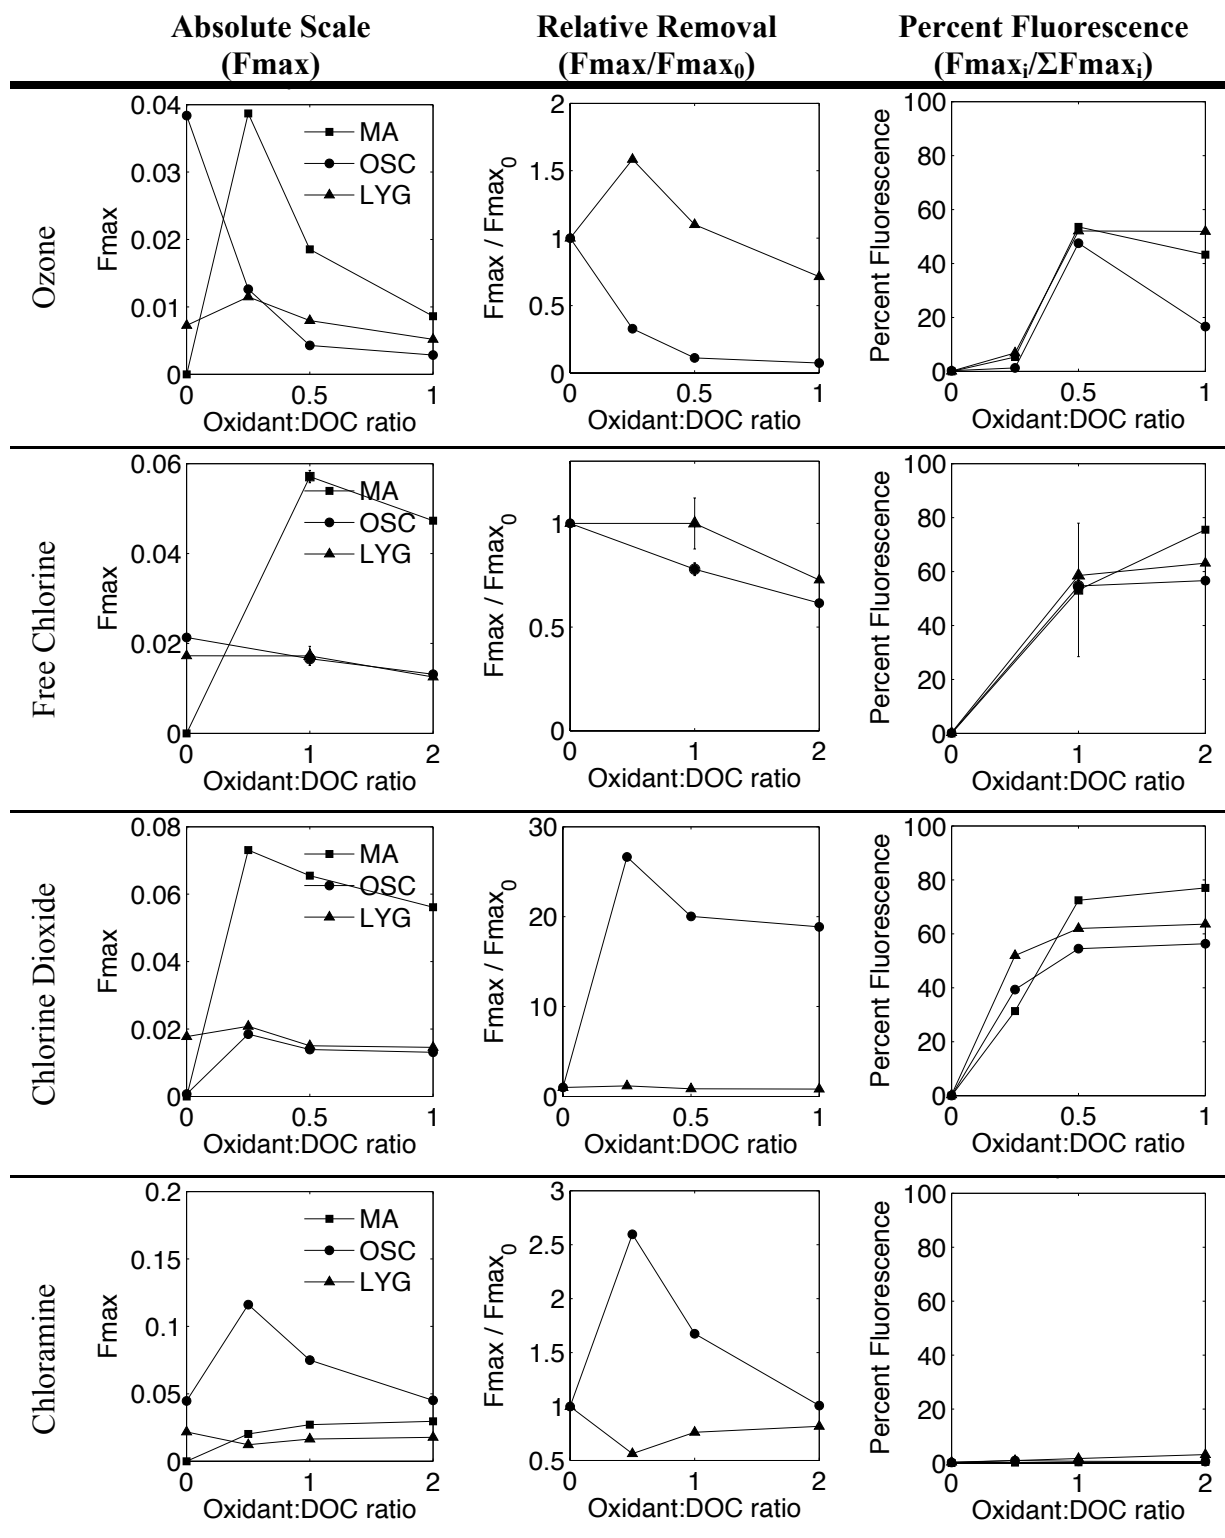 Absolute Scale
(Fmax)
Relative Removal
(Fmax/Fmax₀)
Percent Fluorescence
(Fmaxᵢ/ΣFmaxᵢ)
Ozone
Fmax
0.04
0.03
0.02
0.01
0
MA
OSC
LYG
0 0.5 1
Oxidant:DOC ratio
Fmax / Fmax₀
2
1.5
1
0.5
0
0 0.5 1
Oxidant:DOC ratio
Percent Fluorescence
100
80
60
40
20
0
0 0.5 1
Oxidant:DOC ratio
Free Chlorine
Fmax
0.06
0.04
0.02
0
MA
OSC
LYG
0 1 2
Oxidant:DOC ratio
Fmax / Fmax₀
1
0.5
0
0 1 2
Oxidant:DOC ratio
Percent Fluorescence
100
80
60
40
20
0
0 1 2
Oxidant:DOC ratio
Chlorine Dioxide
Fmax
0.08
0.06
0.04
0.02
0
MA
OSC
LYG
0 0.5 1
Oxidant:DOC ratio
Fmax / Fmax₀
30
20
10
0
0 0.5 1
Oxidant:DOC ratio
Percent Fluorescence
100
80
60
40
20
0
0 0.5 1
Oxidant:DOC ratio
Chloramine
Fmax
0.2
0.15
0.1
0.05
0
MA
OSC
LYG
0 1 2
Oxidant:DOC ratio
Fmax / Fmax₀
3
2.5
2
1.5
1
0.5
0 1 2
Oxidant:DOC ratio
Percent Fluorescence
100
80
60
40
20
0
0 1 2
Oxidant:DOC ratio